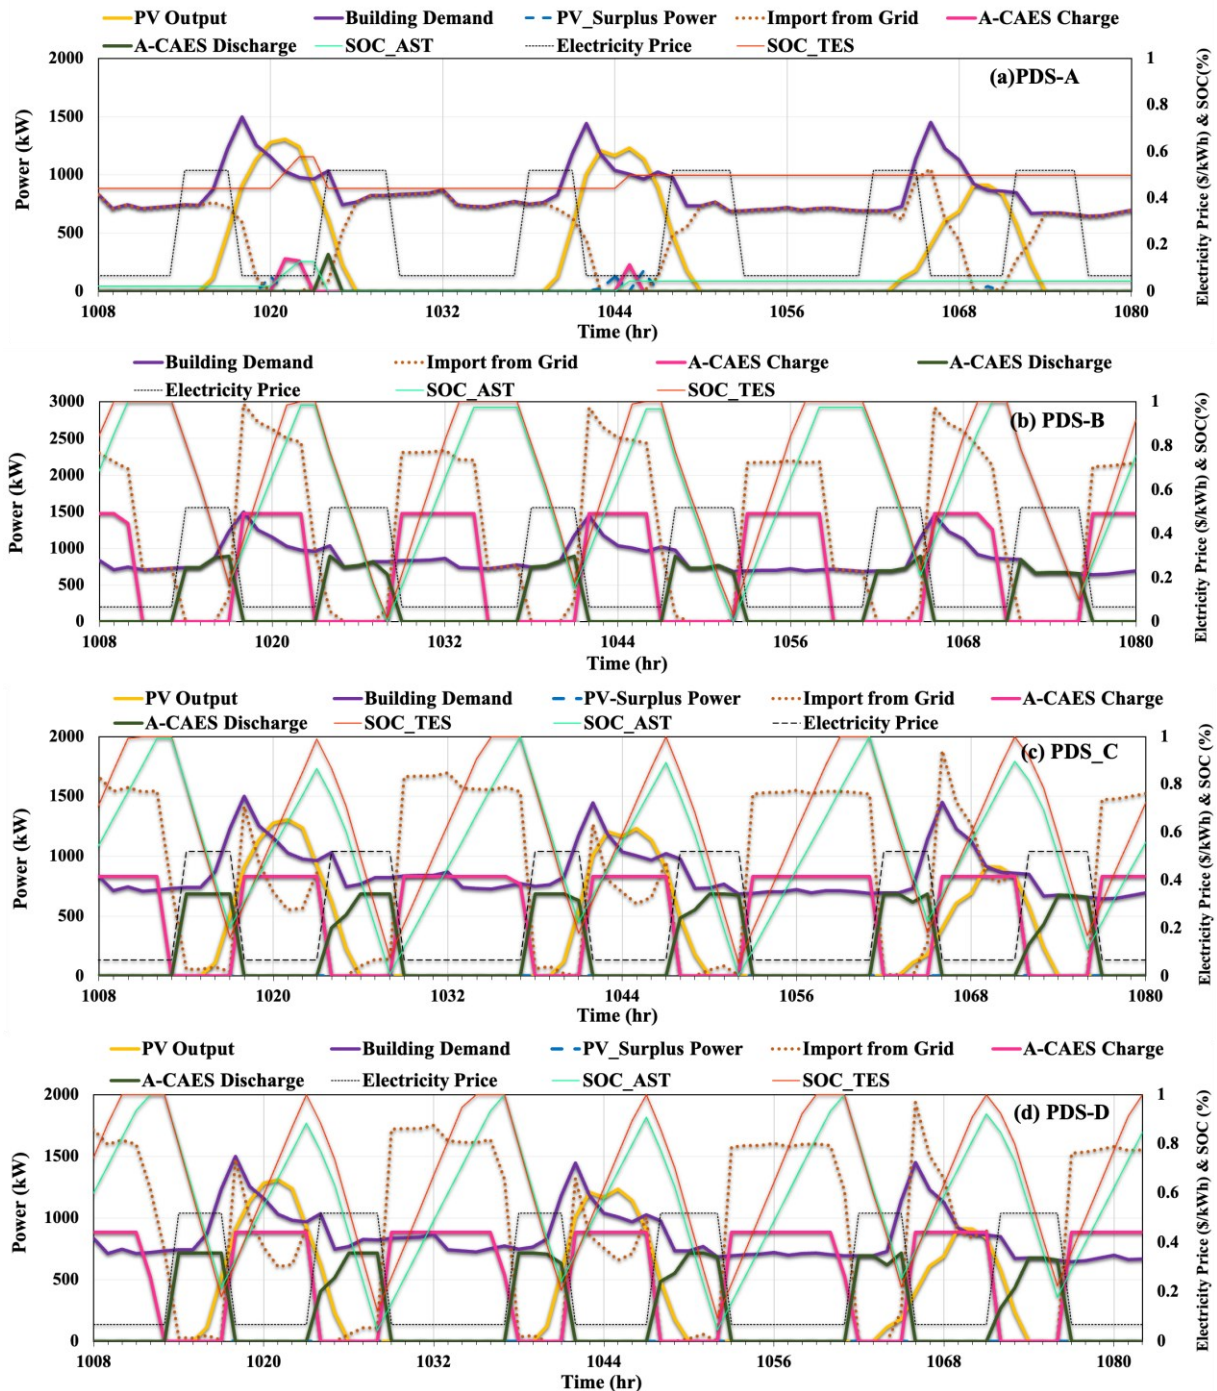 PV Output Building Demand PV_Surplus Power Import from Grid A-CAES Charge
A-CAES Discharge SOC_AST Electricity Price SOC_TES
(a)PDS-A
2000 1500 1000 500 0
Power (kW)
1 0.8 0.6 0.4 0.2 0
Electricity Price ($/kWh) & SOC(%)
1008 1020 1032 1044 1056 1068 1080
Time (hr)
Building Demand Import from Grid A-CAES Charge A-CAES Discharge
Electricity Price SOC_AST SOC_TES
(b) PDS-B
3000 2500 2000 1500 1000 500 0
Power (kW)
1 0.8 0.6 0.4 0.2 0
Eletricity Price ($/kWh) & SOC(%)
1008 1020 1032 1044 1056 1068 1080
Time (hr)
PV Output Building Demand PV-Surplus Power Import from Grid A-CAES Charge
A-CAES Discharge SOC_TES SOC_AST Electricity Price
(c) PDS_C
2000 1500 1000 500 0
Power (kW)
1 0.8 0.6 0.4 0.2 0
Electricity Price ($/kWh) & SOC (%)
1008 1020 1032 1044 1056 1068 1080
Time (hr)
PV Output Building Demand PV_Surplus Power Import from Grid A-CAES Charge
A-CAES Discharge Electricity Price SOC_AST SOC_TES
(d) PDS-D
2000 1500 1000 500 0
Power (kW)
1 0.8 0.6 0.4 0.2 0
Electricity Price ($/kWh) & SOC (%)
1008 1020 1032 1044 1056 1068 1080
Time (hr)